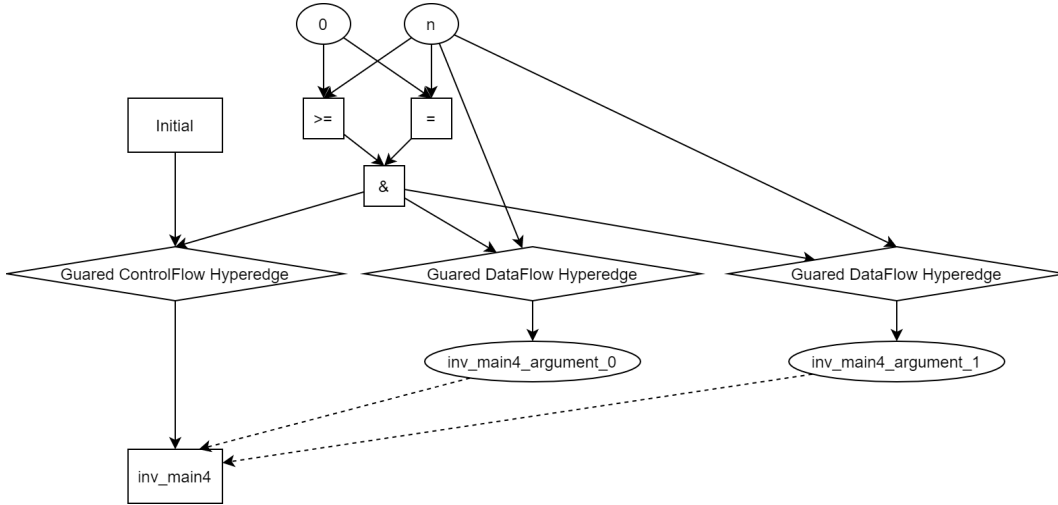 0
n
>=
=
Initial
&
Guared ControlFlow Hyperedge
Guared DataFlow Hyperedge
Guared DataFlow Hyperedge
inv_main4_argument_0
inv_main4_argument_1
inv_main4